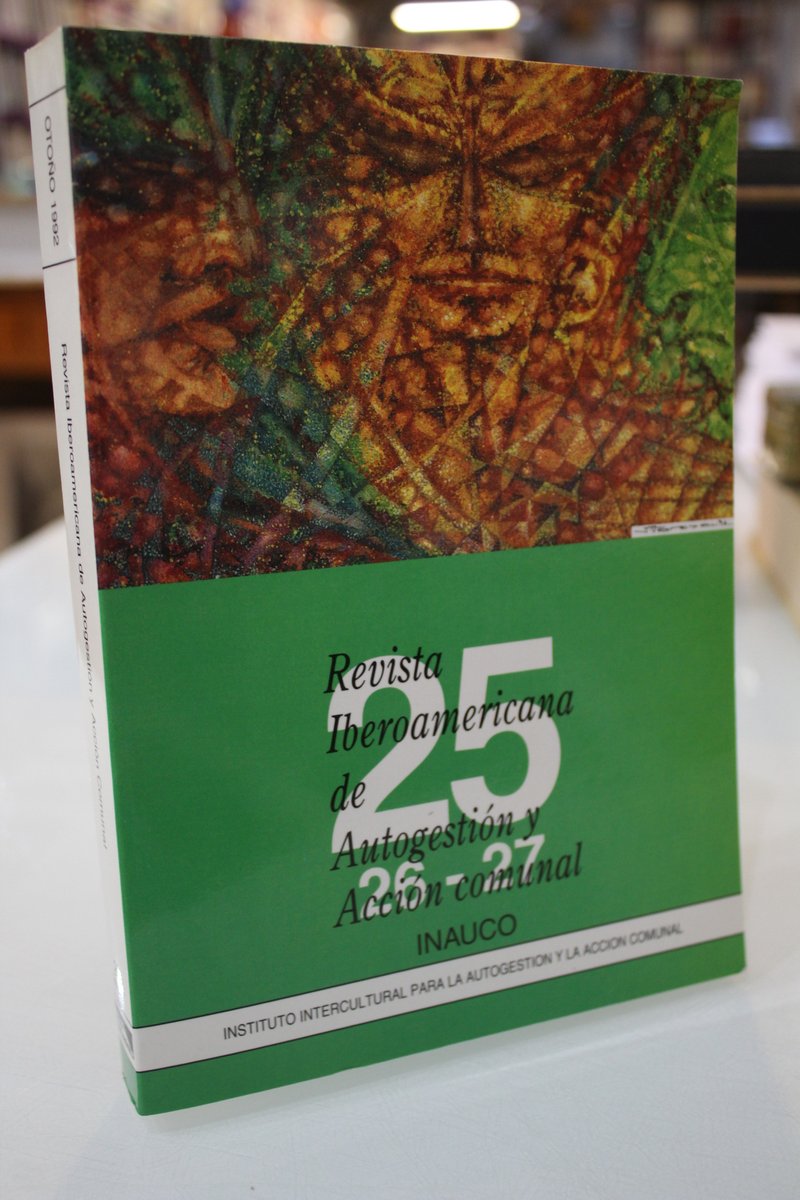 OTOÑO 1992
Revista Iberoamericana de Autogestion Y Acción Comunal
25
26 - 27
Revista
Iberoamericana
de
Autogestión y
Acción comunal
INAUCO
INSTITUTO INTERCULTURAL PARA LA AUTOGESTION Y LA ACCION COMUNAL